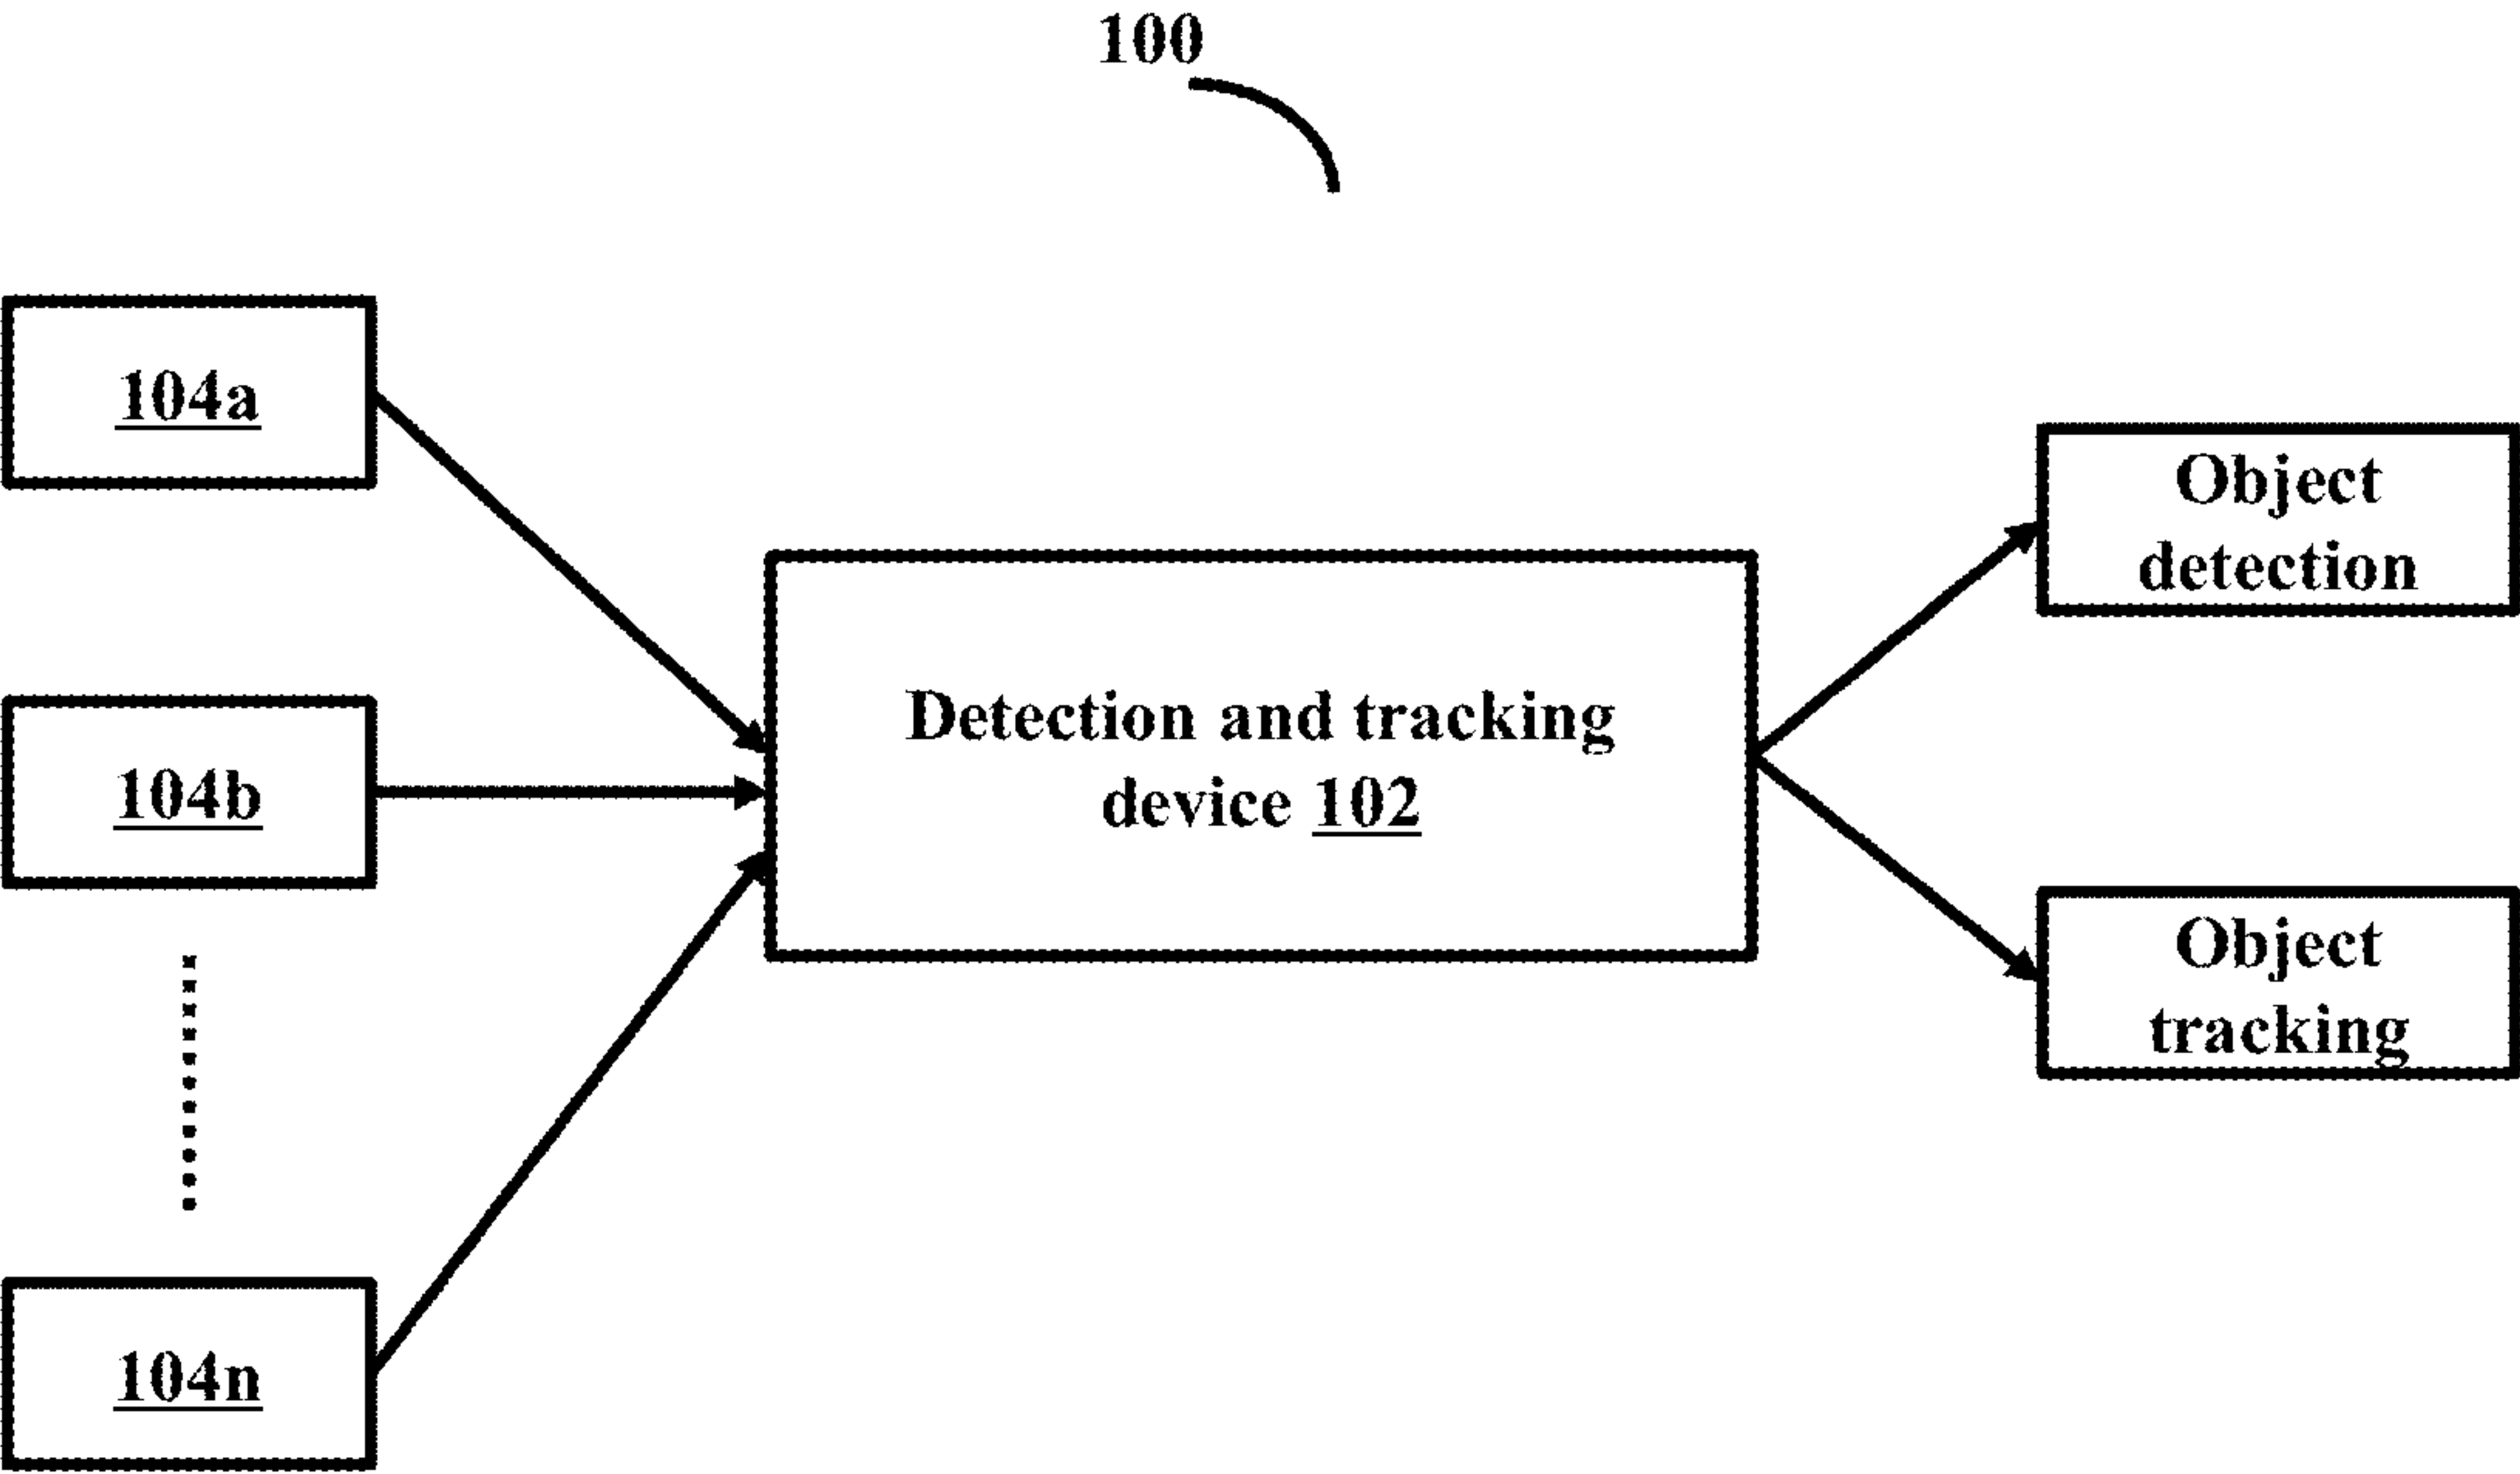 100
104a
104b
104n
Detection and tracking
device 102
Object
detection
Object
tracking